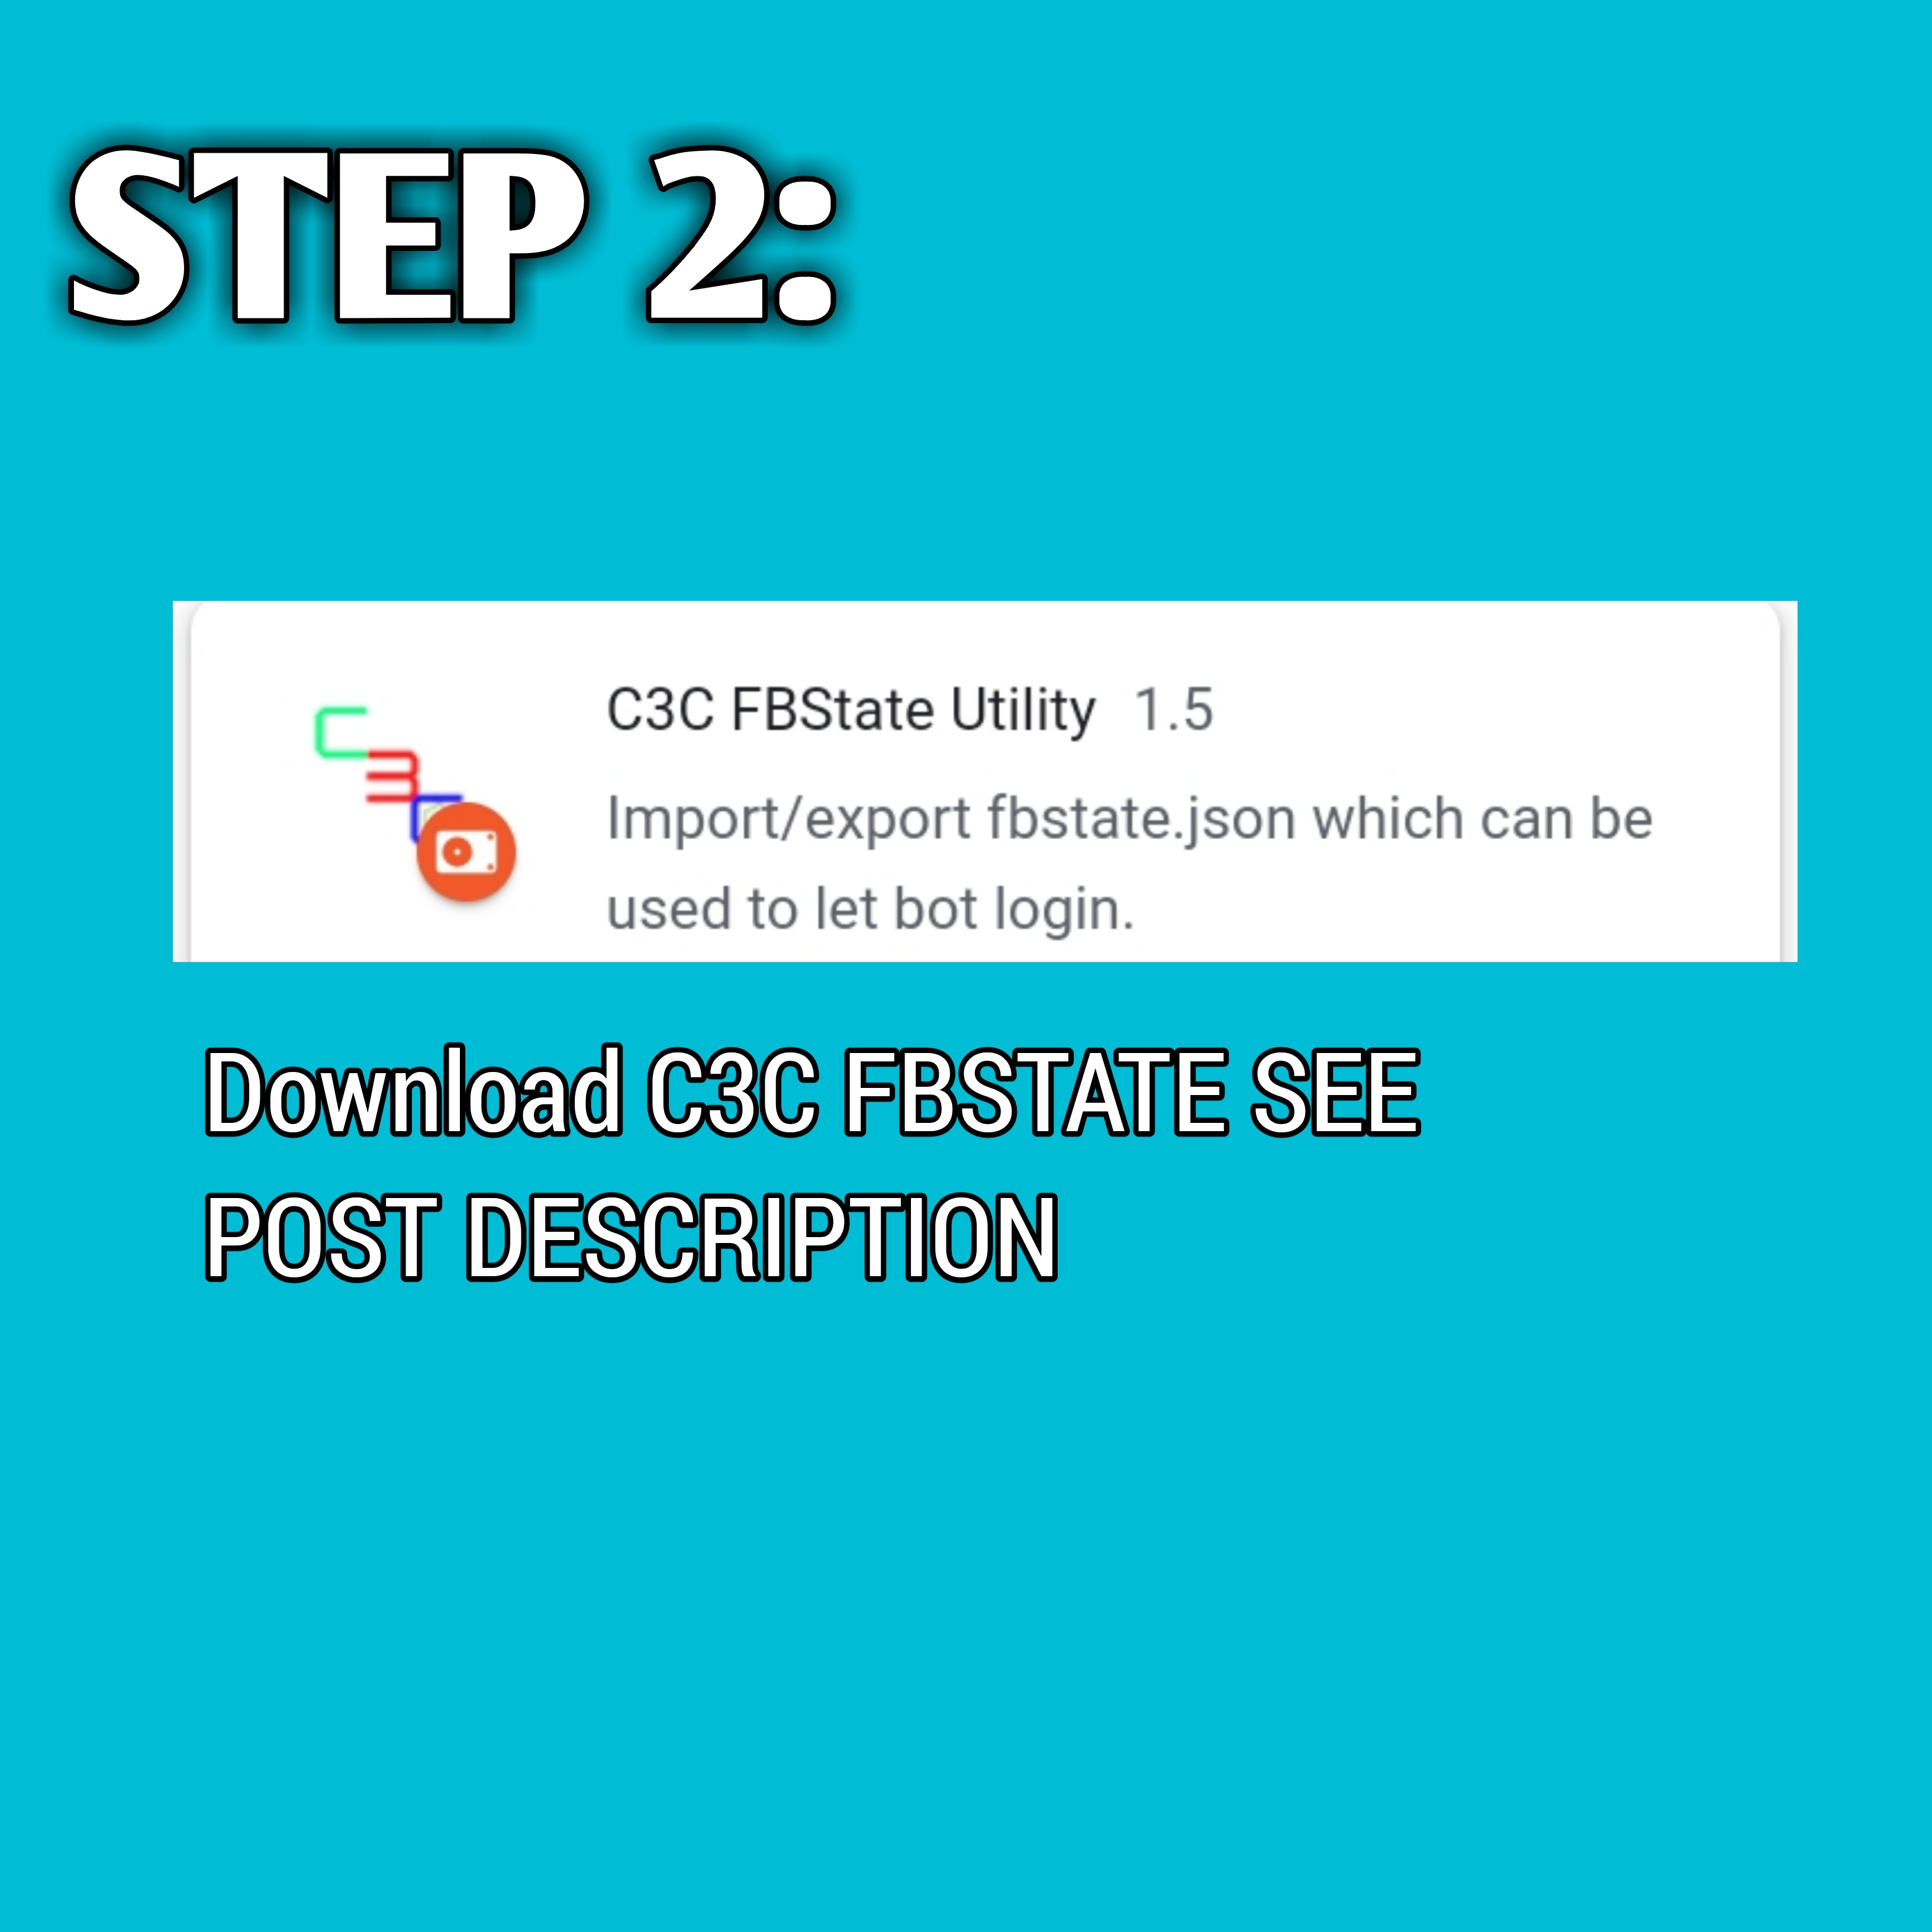 STEP 2:
C3C FBState Utility 1.5
Import/export fbstate.json which can be
used to let bot login.
Download C3C FBSTATE SEE
POST DESCRIPTION